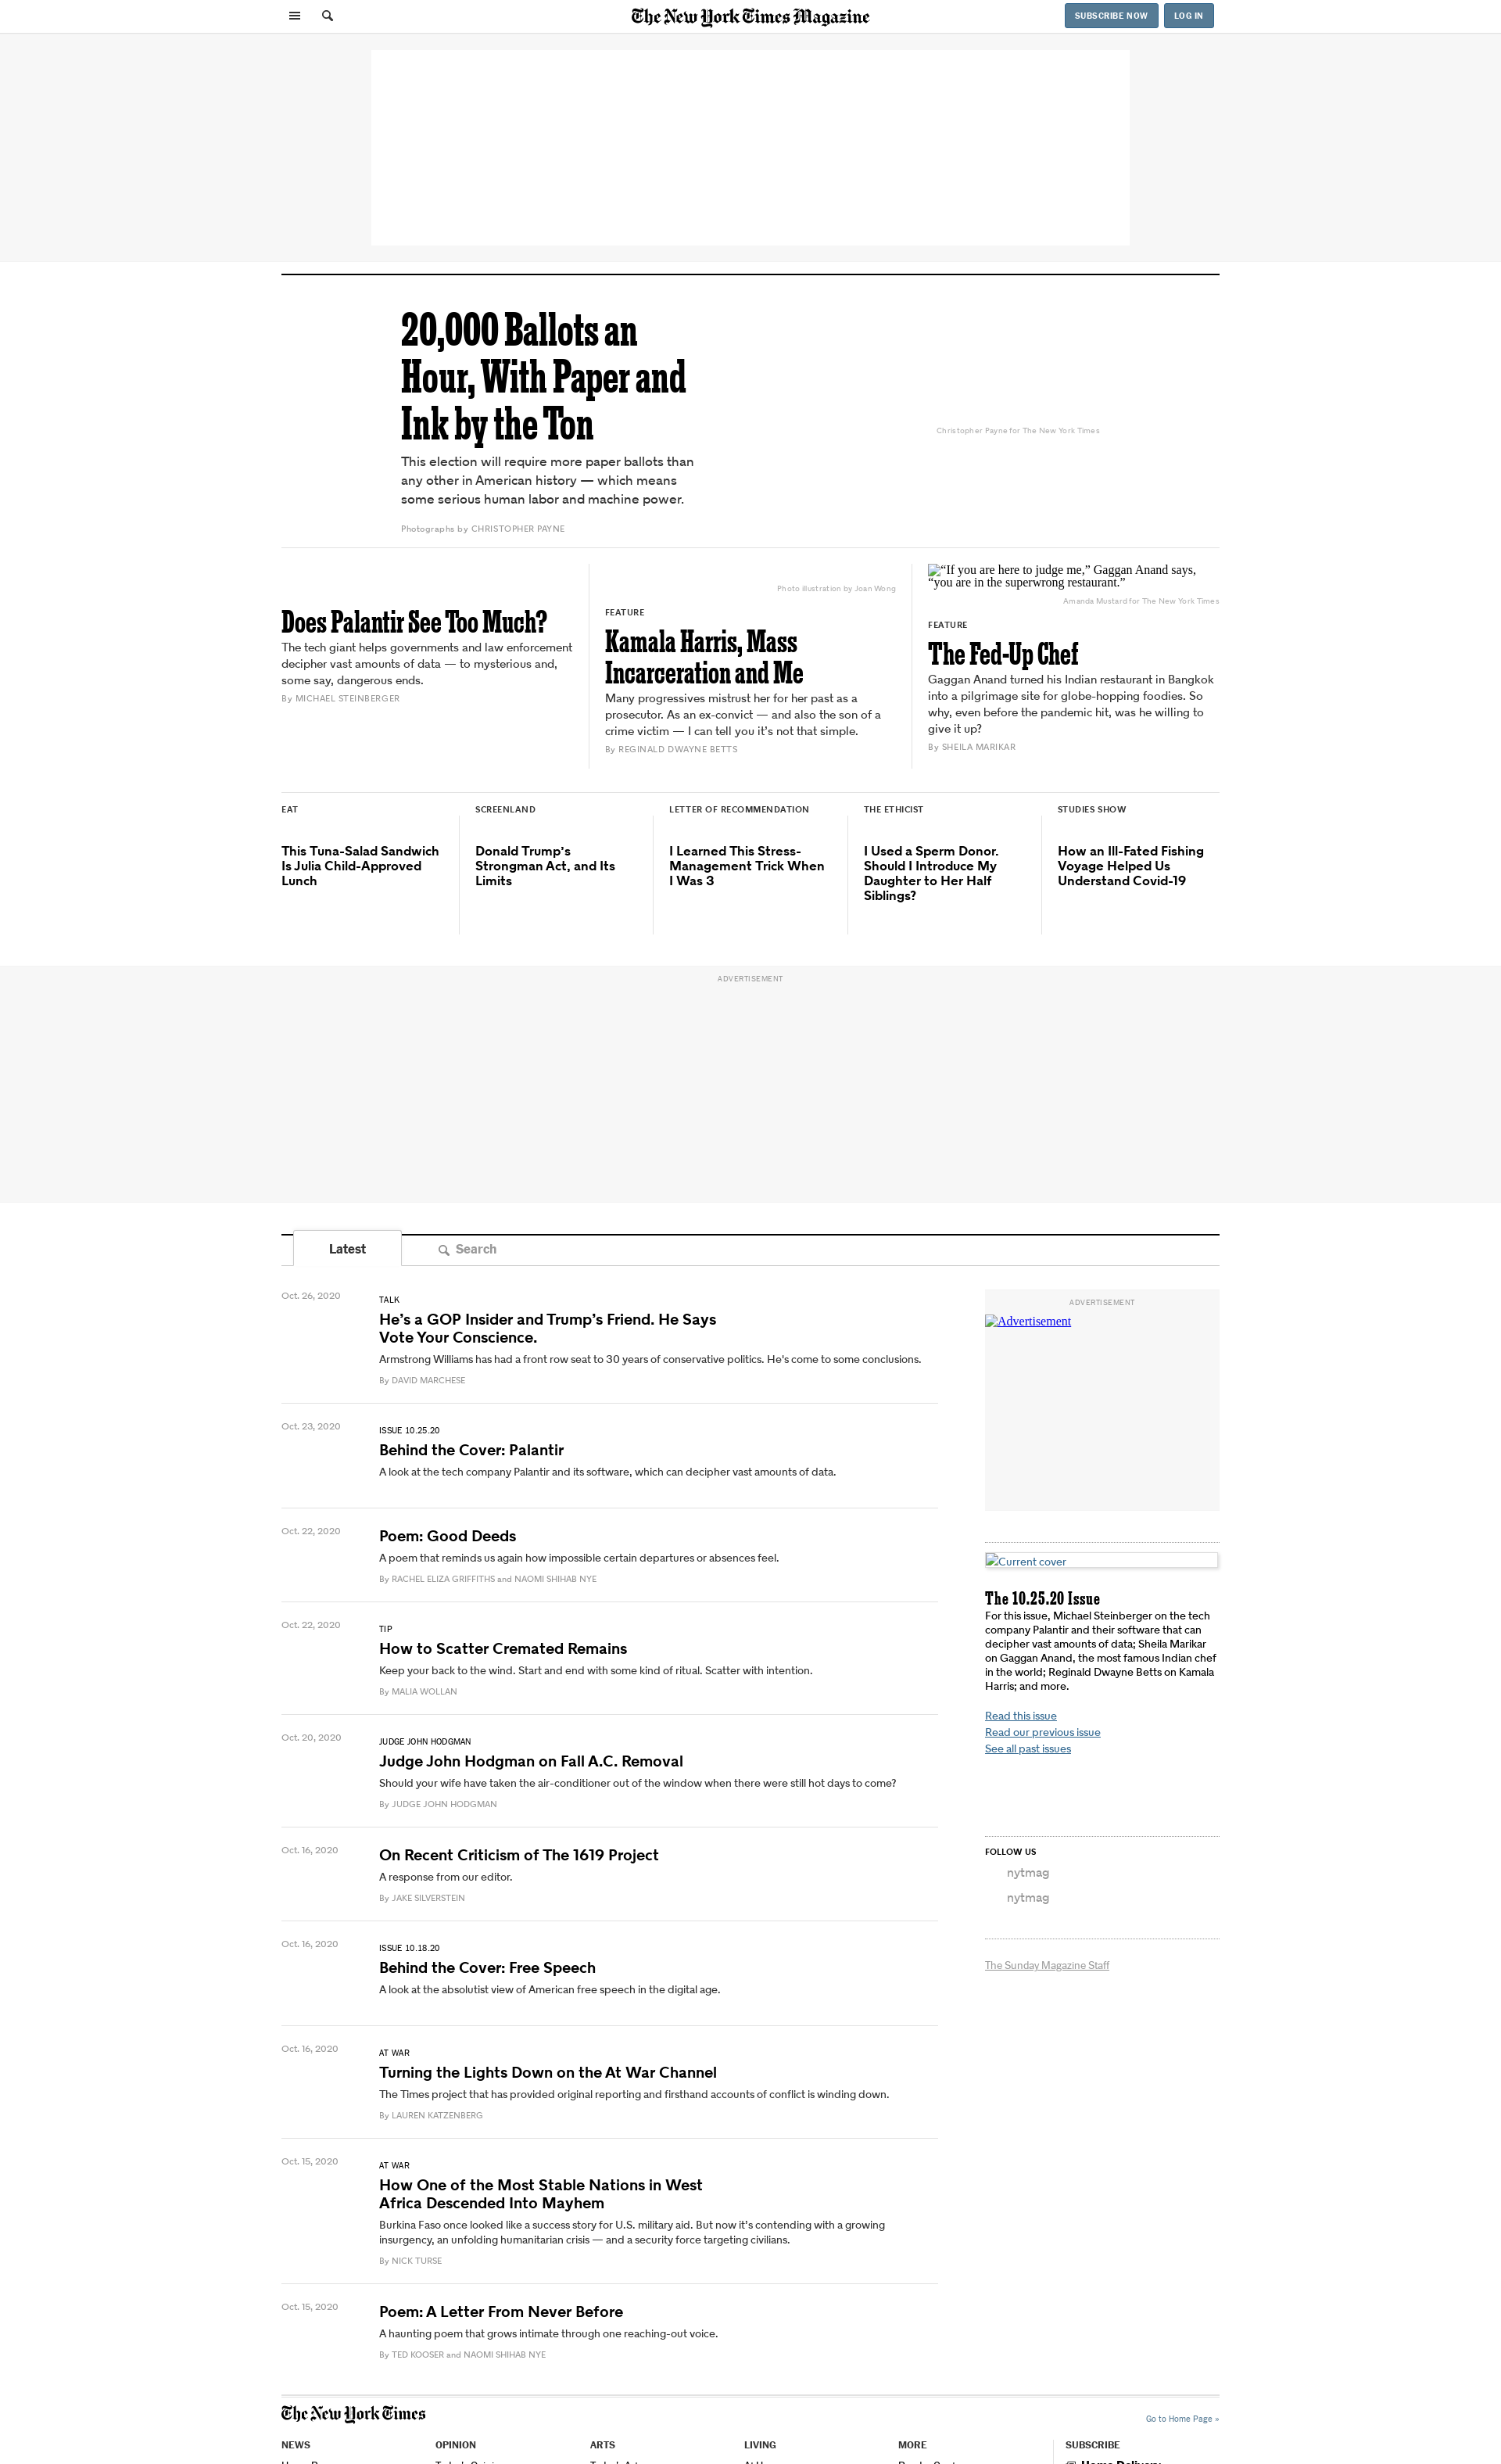 The New York Times Magazine
SUBSCRIBE NOW
LOG IN
20,000 Ballots an
Hour, With Paper and
Ink by the Ton
This election will require more paper ballots than
any other in American history — which means
some serious human labor and machine power.
Photographs by CHRISTOPHER PAYNE
Christopher Payne for The New York Times
Does Palantir See Too Much?
The tech giant helps governments and law enforcement
decipher vast amounts of data — to mysterious and,
some say, dangerous ends.
By MICHAEL STEINBERGER
Photo illustration by Joan Wong
FEATURE
Kamala Harris, Mass
Incarceration and Me
Many progressives mistrust her for her past as a
prosecutor. As an ex-convict — and also the son of a
crime victim — I can tell you it’s not that simple.
By REGINALD DWAYNE BETTS
“If you are here to judge me,” Gaggan Anand says,
“you are in the superwrong restaurant.”
Amanda Mustard for The New York Times
FEATURE
The Fed-Up Chef
Gaggan Anand turned his Indian restaurant in Bangkok
into a pilgrimage site for globe-hopping foodies. So
why, even before the pandemic hit, was he willing to
give it up?
By SHEILA MARIKAR
EAT
This Tuna-Salad Sandwich
Is Julia Child-Approved
Lunch
SCREENLAND
Donald Trump’s
Strongman Act, and Its
Limits
LETTER OF RECOMMENDATION
I Learned This Stress-
Management Trick When
I Was 3
THE ETHICIST
I Used a Sperm Donor.
Should I Introduce My
Daughter to Her Half
Siblings?
STUDIES SHOW
How an Ill-Fated Fishing
Voyage Helped Us
Understand Covid-19
ADVERTISEMENT
Latest
Search
Oct. 26, 2020
TALK
He’s a GOP Insider and Trump’s Friend. He Says
Vote Your Conscience.
Armstrong Williams has had a front row seat to 30 years of conservative politics. He's come to some conclusions.
By DAVID MARCHESE
Oct. 23, 2020
ISSUE 10.25.20
Behind the Cover: Palantir
A look at the tech company Palantir and its software, which can decipher vast amounts of data.
Oct. 22, 2020
Poem: Good Deeds
A poem that reminds us again how impossible certain departures or absences feel.
By RACHEL ELIZA GRIFFITHS and NAOMI SHIHAB NYE
Oct. 22, 2020
TIP
How to Scatter Cremated Remains
Keep your back to the wind. Start and end with some kind of ritual. Scatter with intention.
By MALIA WOLLAN
Oct. 20, 2020
JUDGE JOHN HODGMAN
Judge John Hodgman on Fall A.C. Removal
Should your wife have taken the air-conditioner out of the window when there were still hot days to come?
By JUDGE JOHN HODGMAN
Oct. 16, 2020
On Recent Criticism of The 1619 Project
A response from our editor.
By JAKE SILVERSTEIN
Oct. 16, 2020
ISSUE 10.18.20
Behind the Cover: Free Speech
A look at the absolutist view of American free speech in the digital age.
Oct. 16, 2020
AT WAR
Turning the Lights Down on the At War Channel
The Times project that has provided original reporting and firsthand accounts of conflict is winding down.
By LAUREN KATZENBERG
Oct. 15, 2020
AT WAR
How One of the Most Stable Nations in West
Africa Descended Into Mayhem
Burkina Faso once looked like a success story for U.S. military aid. But now it’s contending with a growing
insurgency, an unfolding humanitarian crisis — and a security force targeting civilians.
By NICK TURSE
Oct. 15, 2020
Poem: A Letter From Never Before
A haunting poem that grows intimate through one reaching-out voice.
By TED KOOSER and NAOMI SHIHAB NYE
ADVERTISEMENT
Advertisement
Current cover
The 10.25.20 Issue
For this issue, Michael Steinberger on the tech
company Palantir and their software that can
decipher vast amounts of data; Sheila Marikar
on Gaggan Anand, the most famous Indian chef
in the world; Reginald Dwayne Betts on Kamala
Harris; and more.
Read this issue
Read our previous issue
See all past issues
FOLLOW US
nytmag
nytmag
The Sunday Magazine Staff
The New York Times
Go to Home Page »
NEWS
OPINION
ARTS
LIVING
MORE
SUBSCRIBE